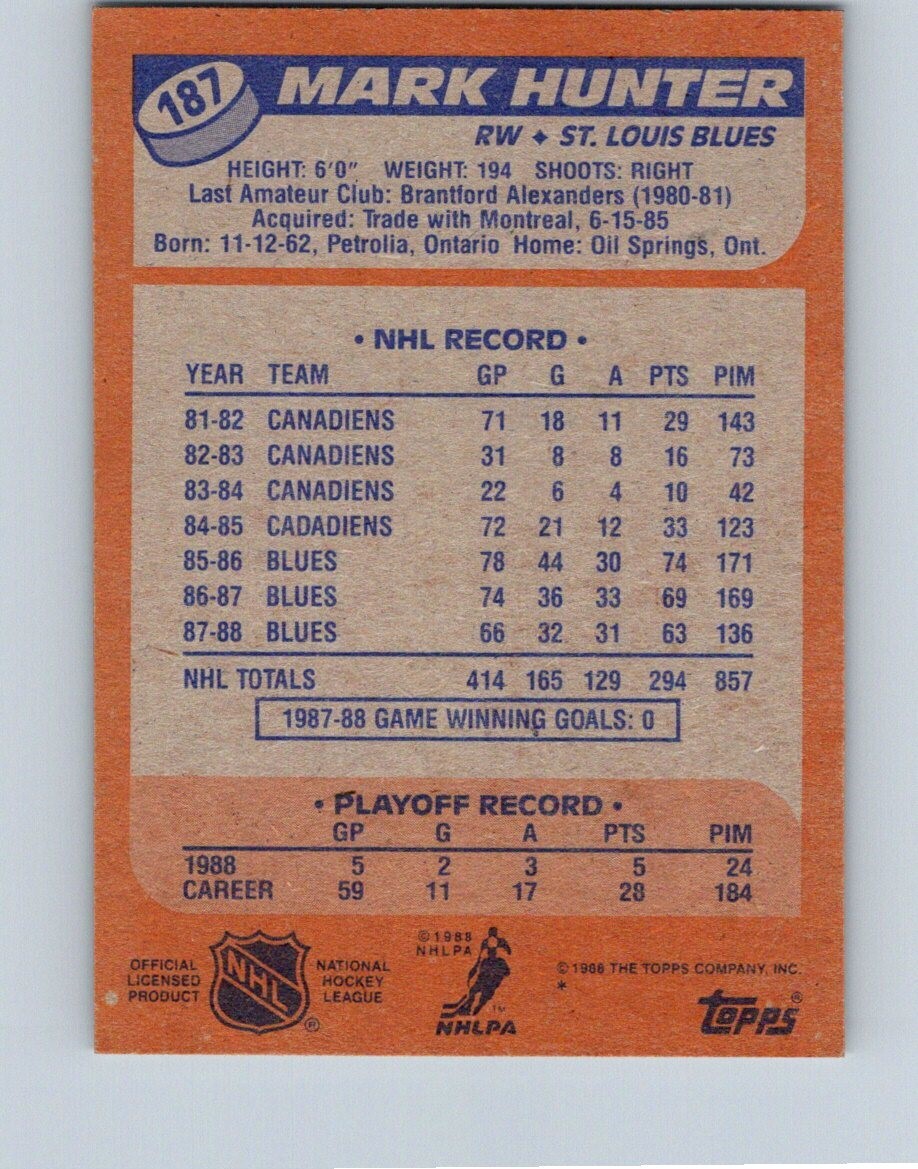 187
MARK HUNTER
RW ♦ ST. LOUIS BLUES
HEIGHT: 6'0" WEIGHT: 194 SHOOTS: RIGHT
Last Amateur Club: Brantford Alexanders (1980-81)
Acquired: Trade with Montreal, 6-15-85
Born: 11-12-62, Petrolia, Ontario Home: Oil Springs, Ont.
• NHL RECORD •
YEAR TEAM GP G A PTS PIM
81-82 CANADIENS 71 18 11 29 143
82-83 CANADIENS 31 8 8 16 73
83-84 CANADIENS 22 6 4 10 42
84-85 CADADIENS 72 21 12 33 123
85-86 BLUES 78 44 30 74 171
86-87 BLUES 74 36 33 69 169
87-88 BLUES 66 32 31 63 136
NHL TOTALS 414 165 129 294 857
1987-88 GAME WINNING GOALS: 0
• PLAYOFF RECORD •
GP G A PTS PIM
1988 5 2 3 5 24
CAREER 59 11 17 28 184
OFFICIAL
LICENSED
PRODUCT
NHL
®
NATIONAL
HOCKEY
LEAGUE
©1988
NHLPA
TM
NHLPA
©1988 THE TOPPS COMPANY, INC.
*
topps®